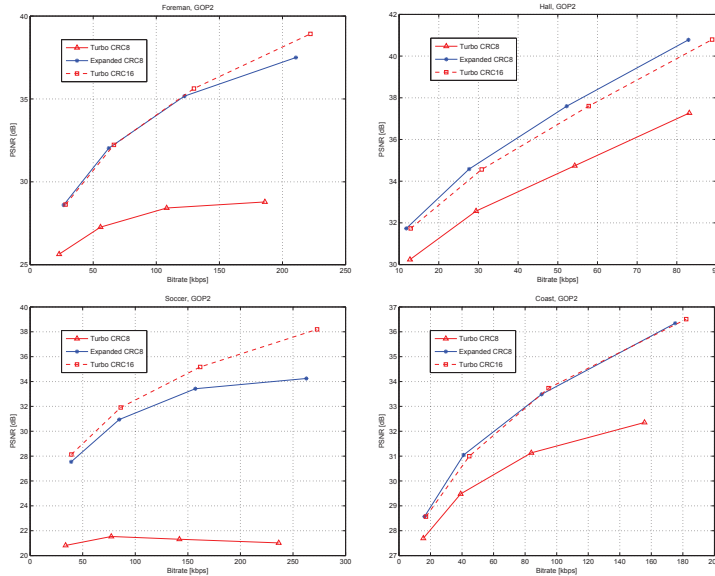 Foreman, GOP2
40
35
30
25
PSNR [dB]
Turbo CRC8
Expanded CRC8
Turbo CRC16
0 50 100 150 200 250
Bitrate [kbps]
Hall, GOP2
42
40
38
36
34
32
30
PSNR [dB]
Turbo CRC8
Expanded CRC8
Turbo CRC16
10 20 30 40 50 60 70 80 90
Bitrate [kbps]
Soccer, GOP2
40
38
36
34
32
30
28
26
24
22
20
PSNR [dB]
Turbo CRC8
Expanded CRC8
Turbo CRC16
0 50 100 150 200 250 300
Bitrate [kbps]
Coast, GOP2
37
36
35
34
33
32
31
30
29
28
27
PSNR [dB]
Turbo CRC8
Expanded CRC8
Turbo CRC16
0 20 40 60 80 100 120 140 160 180 200
Bitrate [kbps]